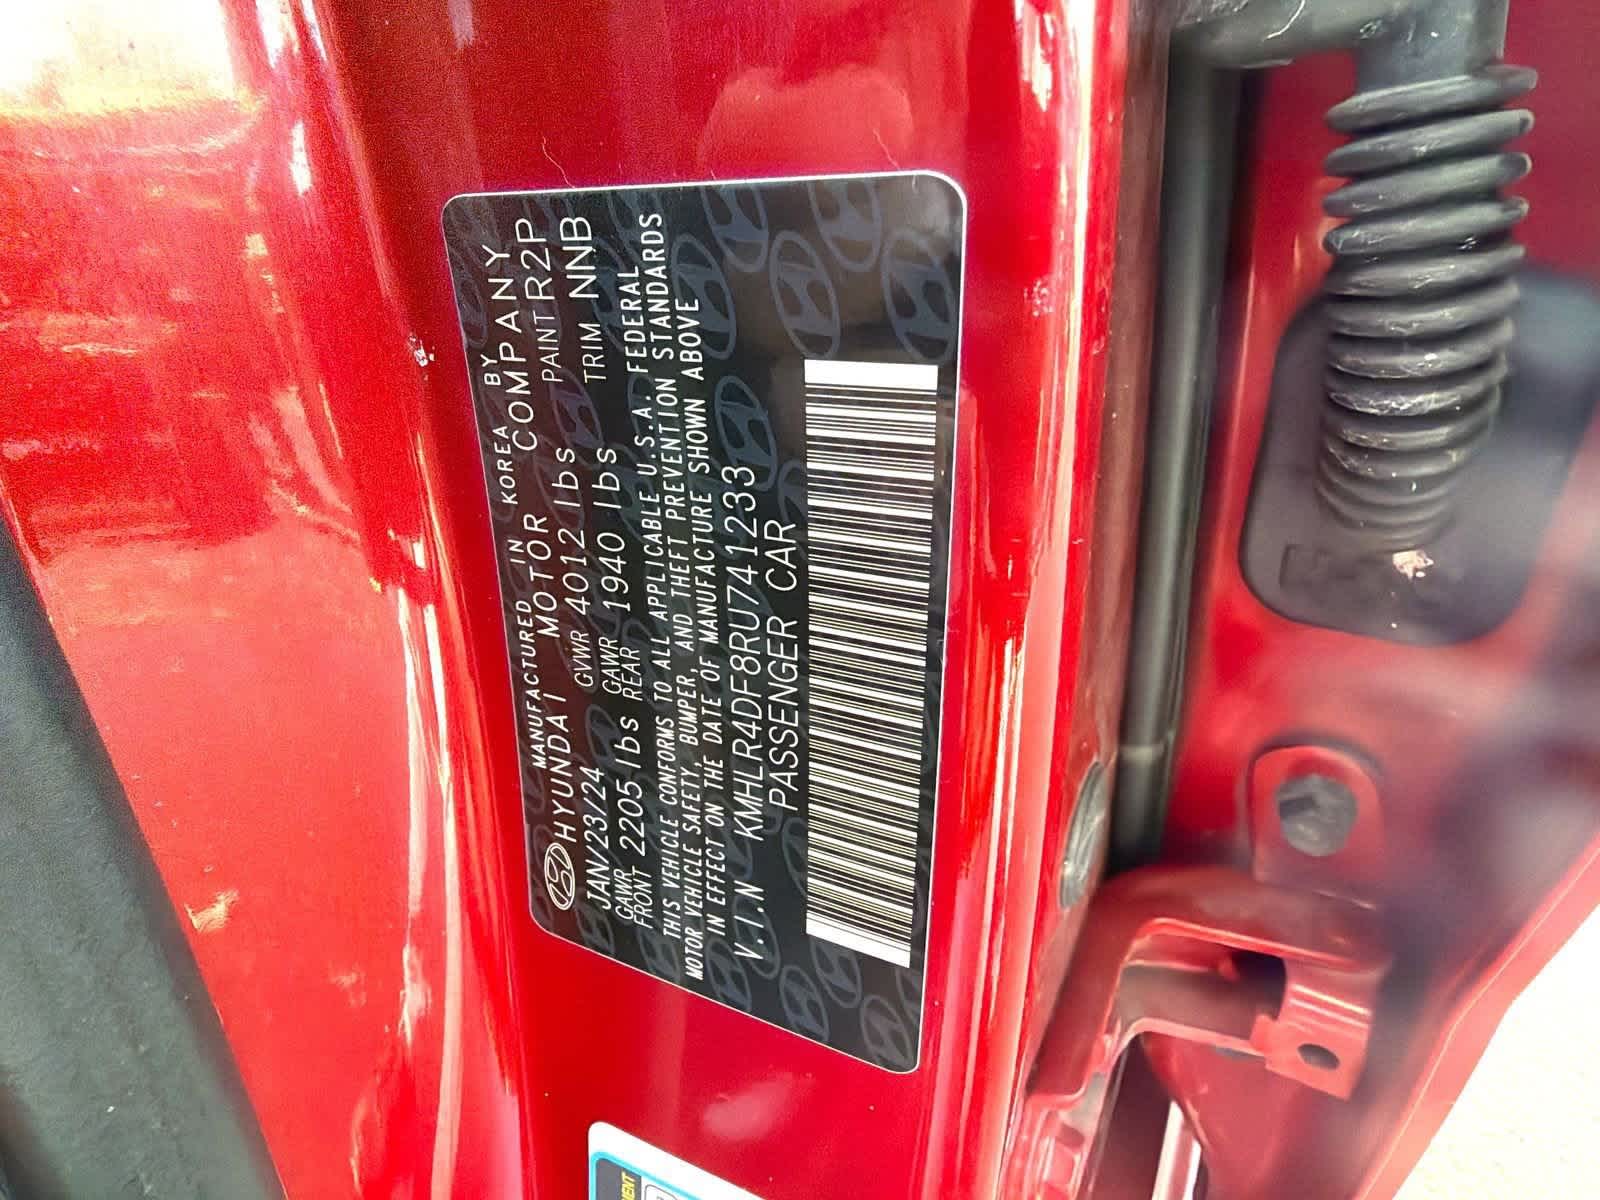 MANUFACTURED IN KOREA BY
HYUNDAI MOTOR COMPANY
JAN/23/24 GVWR 4012 lbs PAINT R2P
GAWR FRONT 2205 lbs GAWR REAR 1940 lbs TRIM NNB
THIS VEHICLE CONFORMS TO ALL APPLICABLE U.S.A. FEDERAL
MOTOR VEHICLE SAFETY, BUMPER, AND THEFT PREVENTION STANDARDS
IN EFFECT ON THE DATE OF MANUFACTURE SHOWN ABOVE
V.I.N KMHLR4DF8RU741233
PASSENGER CAR